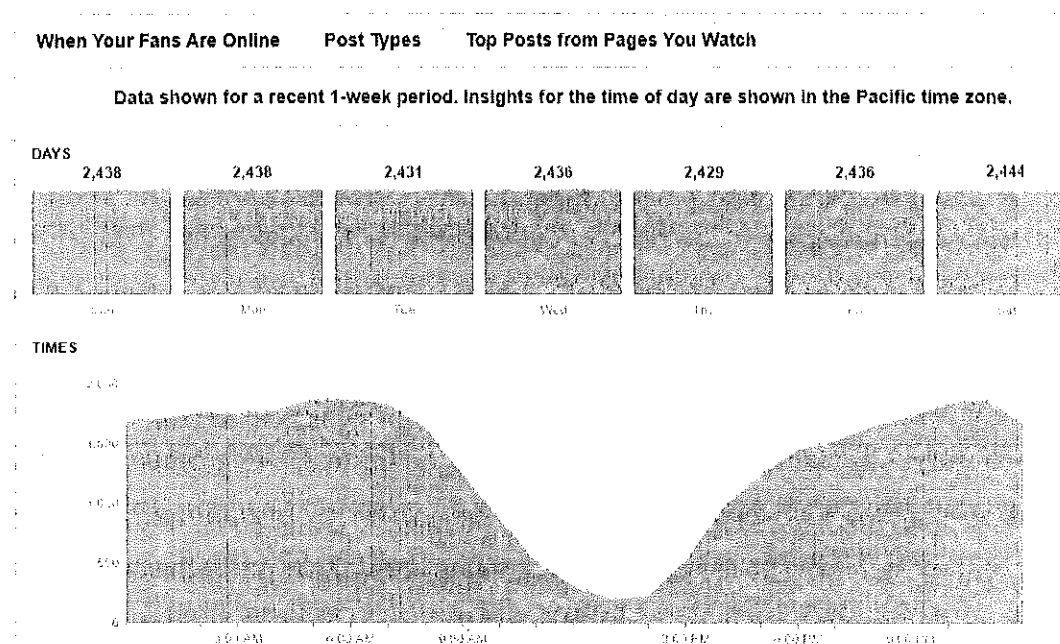 When Your Fans Are Online Post Types Top Posts from Pages You Watch
Data shown for a recent 1-week period. Insights for the time of day are shown in the Pacific time zone.
DAYS
2,438 2,438 2,431 2,436 2,429 2,436 2,444
Mon Tue Wed
TIMES
0